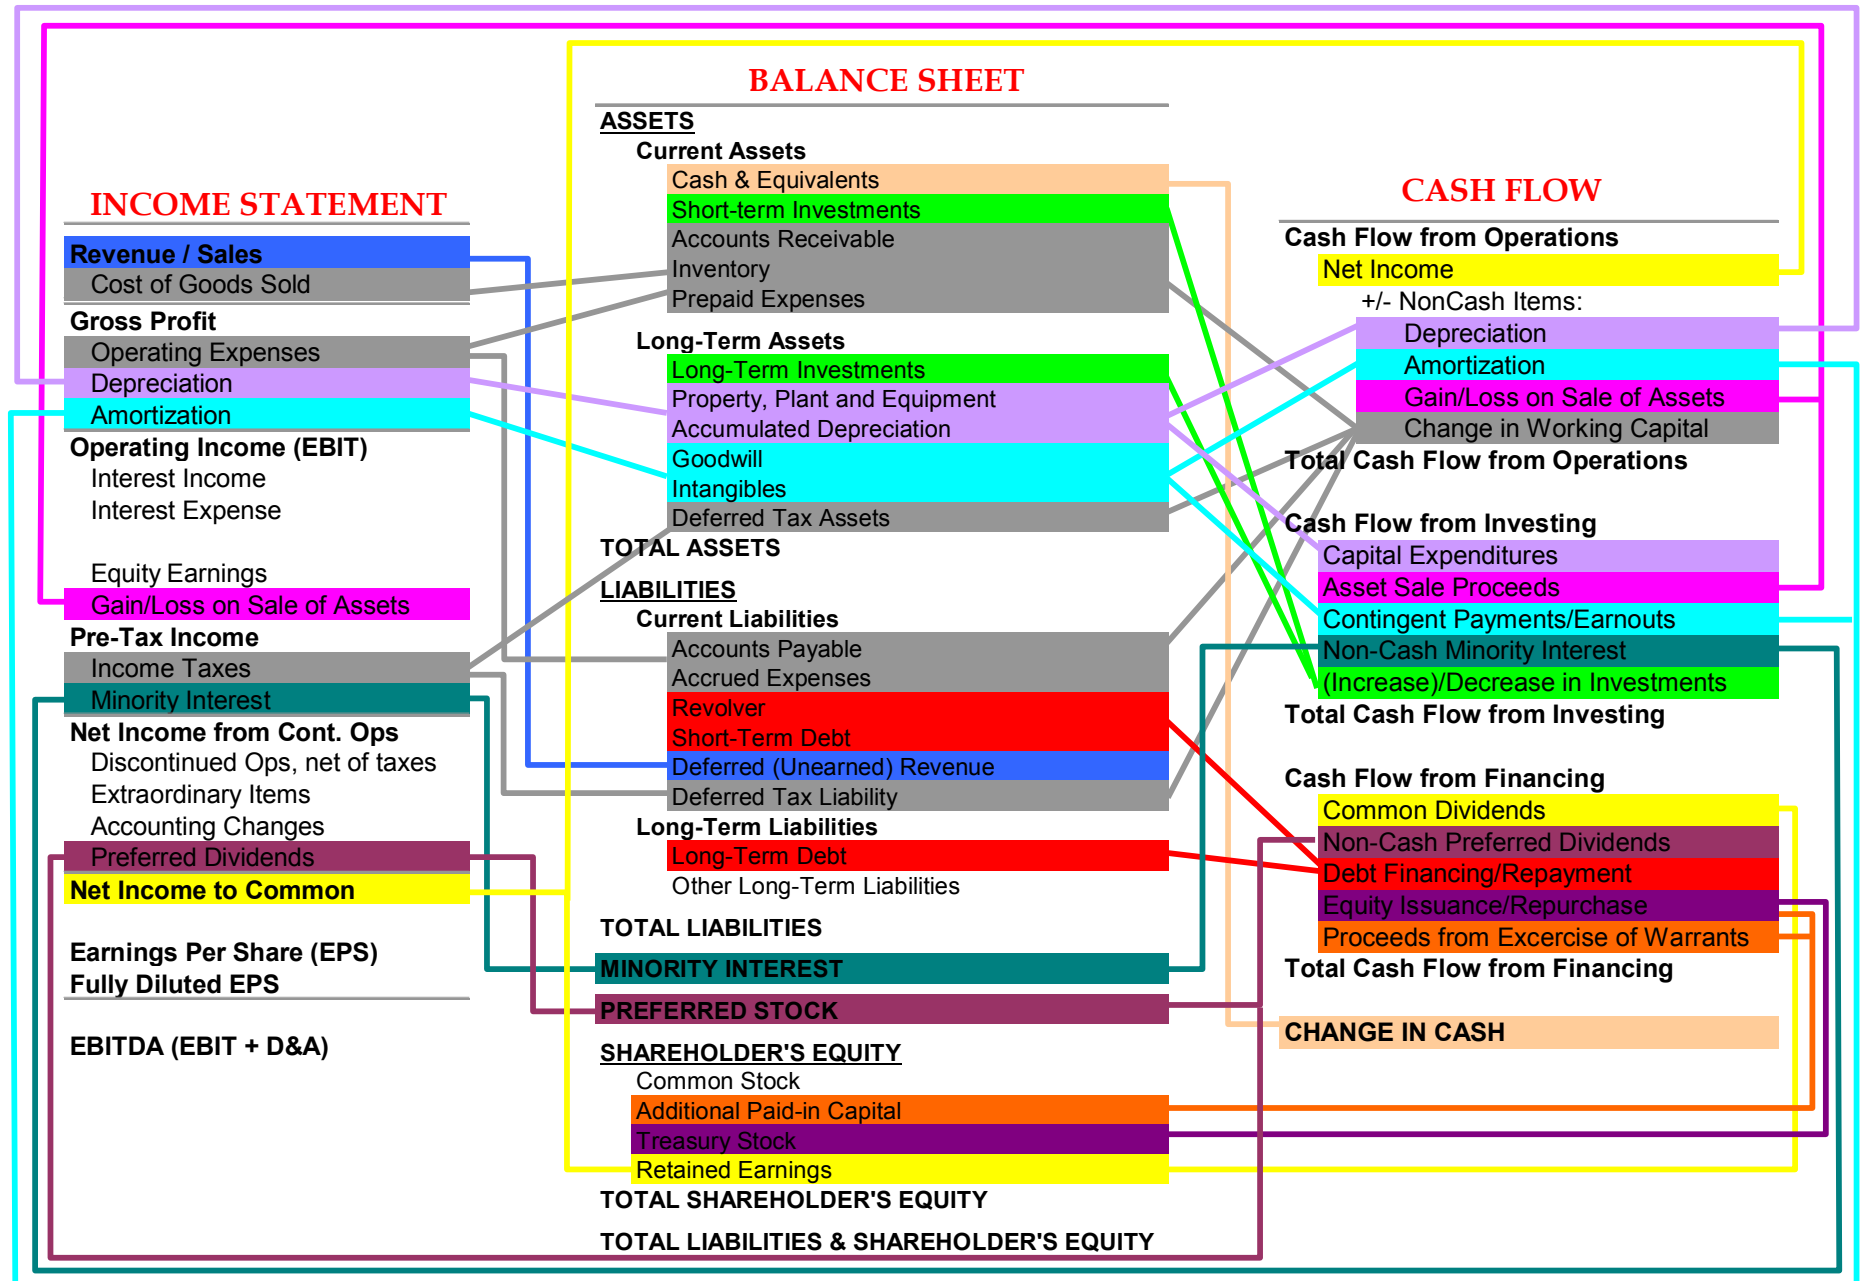 INCOME STATEMENT
Revenue / Sales
Cost of Goods Sold
Gross Profit
Operating Expenses
Depreciation
Amortization
Operating Income (EBIT)
Interest Income
Interest Expense
Equity Earnings
Gain/Loss on Sale of Assets
Pre-Tax Income
Income Taxes
Minority Interest
Net Income from Cont. Ops
Discontinued Ops, net of taxes
Extraordinary Items
Accounting Changes
Preferred Dividends
Net Income to Common
Earnings Per Share (EPS)
Fully Diluted EPS
EBITDA (EBIT + D&A)
BALANCE SHEET
ASSETS
Current Assets
Cash & Equivalents
Short-term Investments
Accounts Receivable
Inventory
Prepaid Expenses
Long-Term Assets
Long-Term Investments
Property, Plant and Equipment
Accumulated Depreciation
Goodwill
Intangibles
Deferred Tax Assets
TOTAL ASSETS
LIABILITIES
Current Liabilities
Accounts Payable
Accrued Expenses
Revolver
Short-Term Debt
Deferred (Unearned) Revenue
Deferred Tax Liability
Long-Term Liabilities
Long-Term Debt
Other Long-Term Liabilities
TOTAL LIABILITIES
MINORITY INTEREST
PREFERRED STOCK
SHAREHOLDER'S EQUITY
Common Stock
Additional Paid-in Capital
Treasury Stock
Retained Earnings
TOTAL SHAREHOLDER'S EQUITY
TOTAL LIABILITIES & SHAREHOLDER'S EQUITY
CASH FLOW
Cash Flow from Operations
Net Income
+/- NonCash Items:
Depreciation
Amortization
Gain/Loss on Sale of Assets
Change in Working Capital
Total Cash Flow from Operations
Cash Flow from Investing
Capital Expenditures
Asset Sale Proceeds
Contingent Payments/Earnouts
Non-Cash Minority Interest
(Increase)/Decrease in Investments
Total Cash Flow from Investing
Cash Flow from Financing
Common Dividends
Non-Cash Preferred Dividends
Debt Financing/Repayment
Equity Issuance/Repurchase
Proceeds from Excercise of Warrants
Total Cash Flow from Financing
CHANGE IN CASH